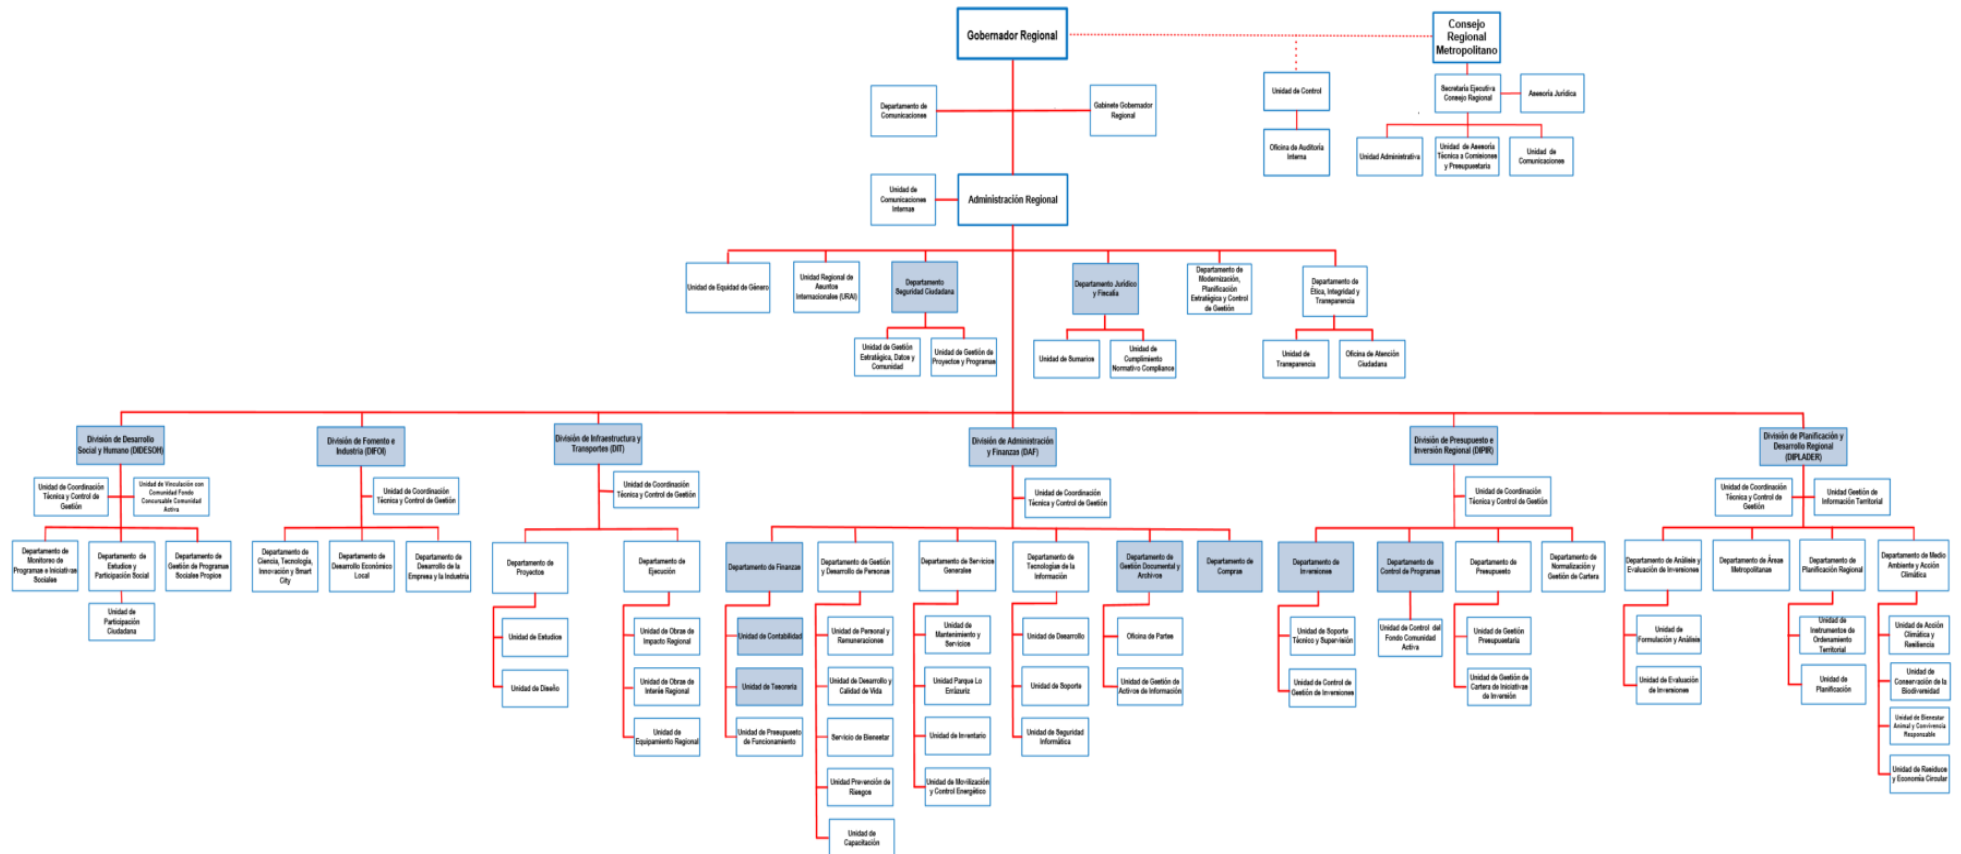 Gobernador Regional
Consejo
Regional
Metropolitano
Departamento de
Comunicaciones
Gabinete Gobernador
Regional
Unidad de Control
Secretaria Ejecutiva
Consejo Regional
Asesoría Jurídica
Oficina de Auditoría
Interna
Unidad Administrativa
Unidad de Asesoría
Técnica a Comisiones
y Presupuestaria
Unidad de
Comunicaciones
Unidad de
Comunicaciones
Internas
Administración Regional
Unidad de Equidad de Género
Unidad Regional de
Asuntos
Internacionales (URAI)
Departamento
Seguridad Ciudadana
Departamento Jurídico
y Fiscalía
Departamento de
Modernización,
Planificación
Estratégica y Control
de Gestión
Departamento de
Ética, Integridad y
Transparencia
Unidad de Gestión
Estratégica, Datos y
Comunidad
Unidad de Gestión de
Proyectos y Programas
Unidad de Sumarios
Unidad de
Cumplimiento
Normativo Compliance
Unidad de
Transparencia
Oficina de Atención
Ciudadana
División de Desarrollo
Social y Humano (DIDESOH)
División de Fomento e
Industria (DIFOI)
División de Infraestructura y
Transportes (DIT)
División de Administración
y Finanzas (DAF)
División de Presupuesto e
Inversión Regional (DIPIR)
División de Planificación y
Desarrollo Regional
(DIPLADER)
Unidad de Coordinación
Técnica y Control de
Gestión
Unidad de Vinculación con
Comunidad Fondo
Concursable Comunidad
Activa
Unidad de Coordinación
Técnica y Control de Gestión
Unidad de Coordinación
Técnica y Control de Gestión
Unidad de Coordinación
Técnica y Control de Gestión
Unidad de Coordinación
Técnica y Control de Gestión
Unidad de Coordinación
Técnica y Control de
Gestión
Unidad Gestión de
Información Territorial
Departamento de
Monitoreo de
Programas e Iniciativas
Sociales
Departamento de
Estudios y
Participación Social
Departamento de
Gestión de Programas
Sociales Propios
Departamento de
Ciencia, Tecnología,
Innovación y Smart
City
Departamento de
Desarrollo Económico
Local
Departamento de
Desarrollo de la
Empresa y la Industria
Departamento de
Proyectos
Departamento de
Ejecución
Departamento de Finanzas
Departamento de Gestión
y Desarrollo de Personas
Departamento de Servicios
Generales
Departamento de
Tecnologías de la
Información
Departamento de
Gestión Documental y
Archivos
Departamento de
Compras
Departamento de
Inversiones
Departamento de
Control de Programas
Departamento de
Presupuesto
Departamento de
Normalización y
Gestión de Cartera
Departamento de Análisis y
Evaluación de Inversiones
Departamento de Áreas
Metropolitanas
Departamento de
Planificación Regional
Departamento de Medio
Ambiente y Acción
Climática
Unidad de
Participación
Ciudadana
Unidad de Estudios
Unidad de Obras de
Impacto Regional
Unidad de Contabilidad
Unidad de Personal y
Remuneraciones
Unidad de
Mantenimiento y
Servicios
Unidad de Desarrollo
Oficina de Partes
Unidad de Soporte
Técnico y Supervisión
Unidad de Control del
Fondo Comunidad
Activa
Unidad de Gestión
Presupuestaria
Unidad de
Formulación y Análisis
Unidad de
Instrumentos de
Ordenamiento
Territorial
Unidad de Acción
Climática y
Resiliencia
Unidad de Diseño
Unidad de Obras de
Interés Regional
Unidad de Tesorería
Unidad de Desarrollo y
Calidad de Vida
Unidad Parque Lo
Errázuriz
Unidad de Soporte
Unidad de Gestión de
Activos de Información
Unidad de Control de
Gestión de Inversiones
Unidad de Gestión de
Cartera de Iniciativas
de Inversión
Unidad de Evaluación
de Inversiones
Unidad de
Planificación
Unidad de
Conservación de la
Biodiversidad
Unidad de
Equipamiento Regional
Unidad de Presupuesto
de Funcionamiento
Servicio de Bienestar
Unidad de Inventario
Unidad de Seguridad
Informática
Unidad de Bienestar
Animal y Convivencia
Responsable
Unidad Prevención de
Riesgos
Unidad de Movilización
y Control Energético
Unidad de Residuos
y Economía Circular
Unidad de
Capacitación